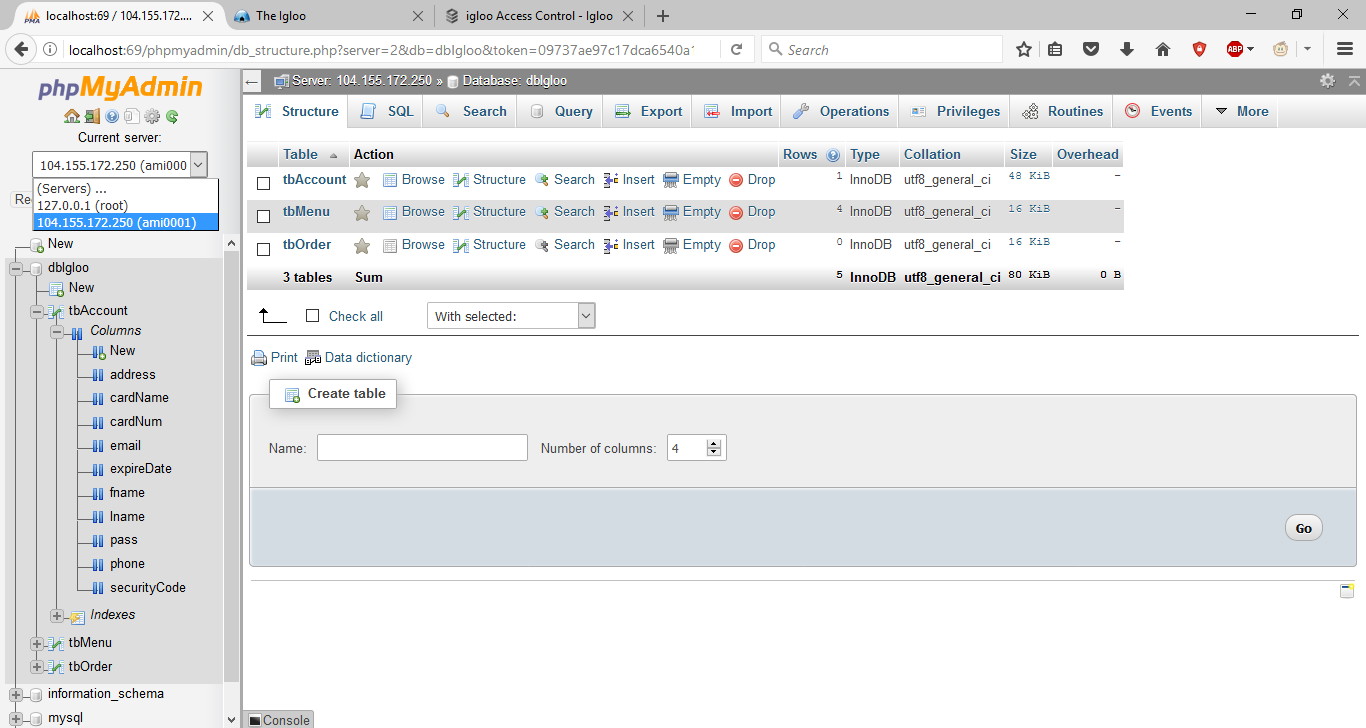 localhost:69 / 104.155.172....
The Igloo
igloo Access Control - Igloo
localhost:69/phpmyadmin/db_structure.php?server=2&db=dbIgloo&token=09737ae97c17dca6540a1
Search
ABP
phpMyAdmin
Current server:
104.155.172.250 (ami000
(Servers) ...
127.0.0.1 (root)
104.155.172.250 (ami0001)
Re
New
dbIgloo
New
tbAccount
Columns
New
address
cardName
cardNum
email
expireDate
fname
lname
pass
phone
securityCode
Indexes
tbMenu
tbOrder
information_schema
mysql
Server: 104.155.172.250 » Database: dbIgloo
Structure SQL Search Query Export Import Operations Privileges Routines Events More
Table Action Rows Type Collation Size Overhead
tbAccount Browse Structure Search Insert Empty Drop 1 InnoDB utf8_general_ci 48 KiB -
tbMenu Browse Structure Search Insert Empty Drop 4 InnoDB utf8_general_ci 16 KiB -
tbOrder Browse Structure Search Insert Empty Drop 0 InnoDB utf8_general_ci 16 KiB -
3 tables Sum 5 InnoDB utf8_general_ci 80 KiB 0 B
Check all With selected:
Print Data dictionary
Create table
Name: Number of columns: 4
Go
Console